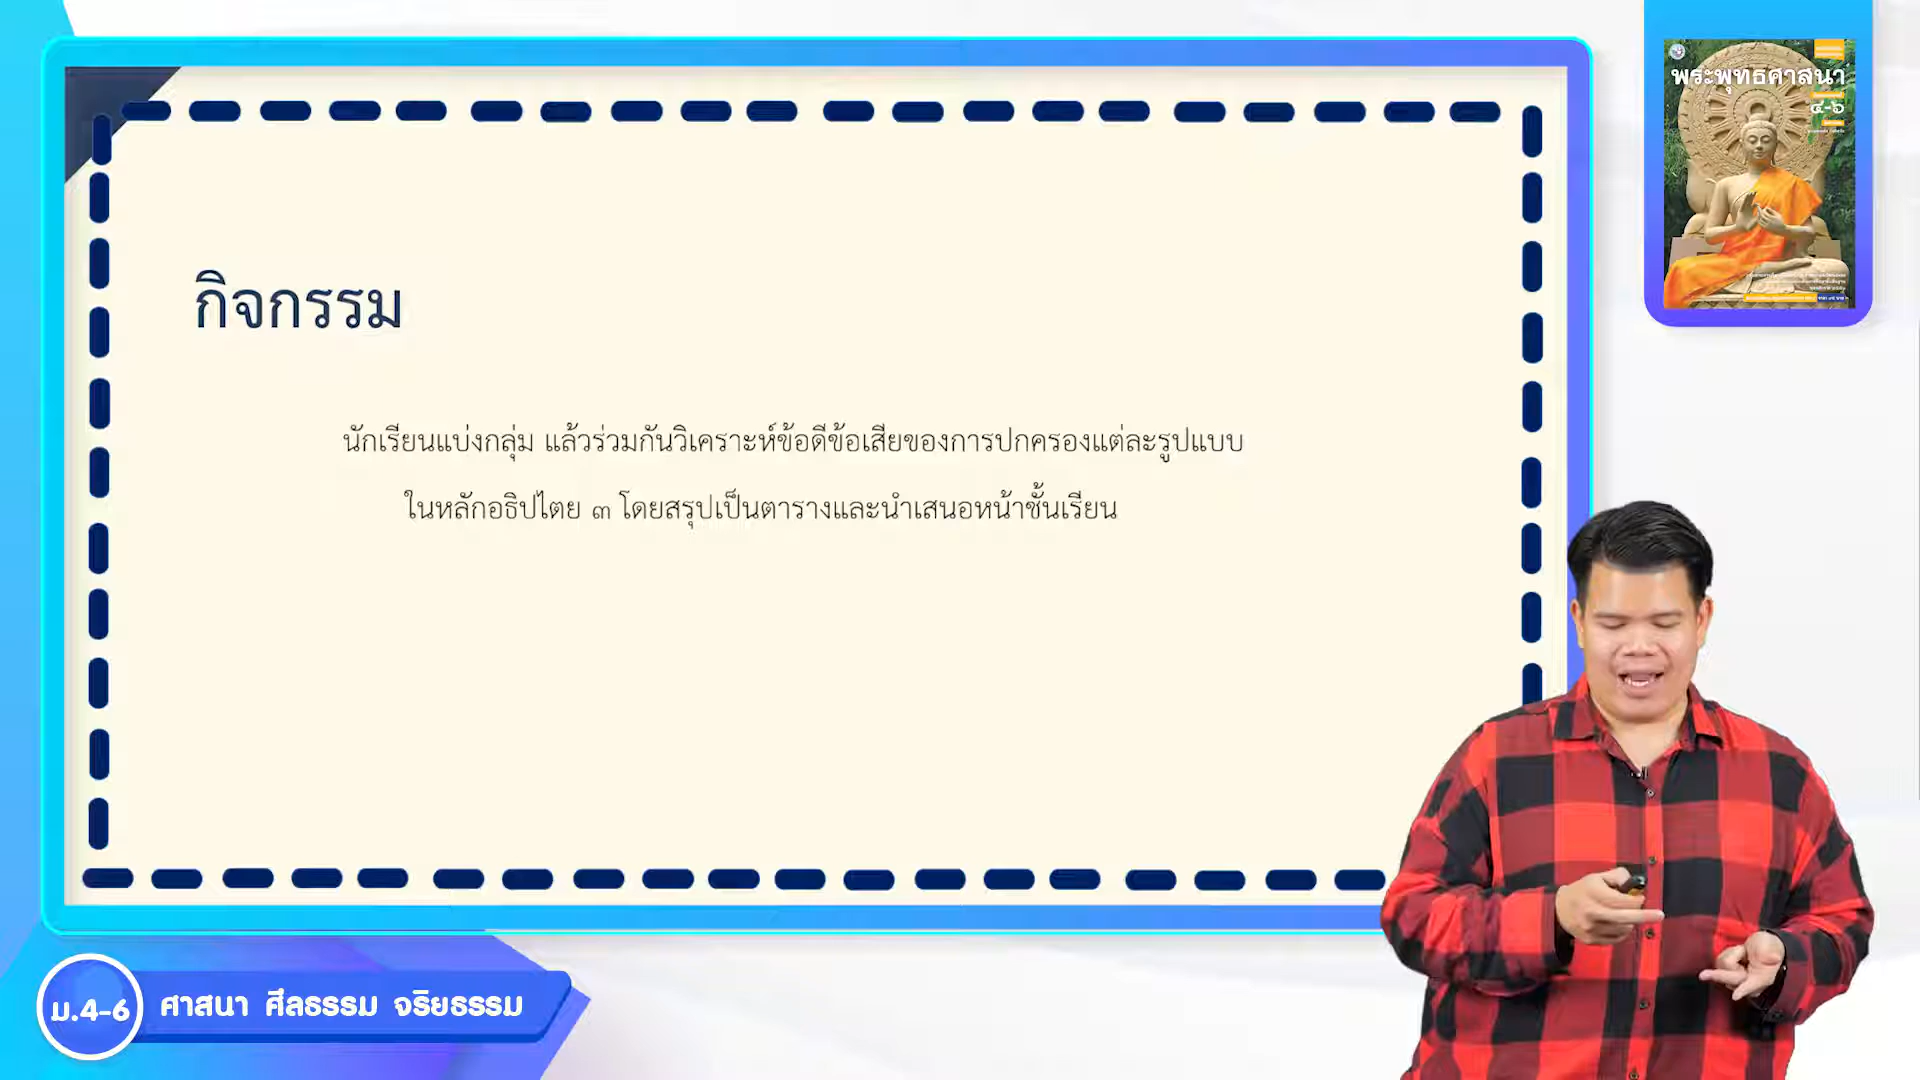 พระพุทธศาสนา
๔-๖
กิจกรรม
นักเรียนแบ่งกลุ่ม แล้วร่วมกันวิเคราะห์ข้อดีข้อเสียของการปกครองแต่ละรูปแบบ
ในหลักอธิปไตย ๓ โดยสรุปเป็นตารางและนำเสนอหน้าชั้นเรียน
ม.4-6
ศาสนา ศีลธรรม จริยธรรม